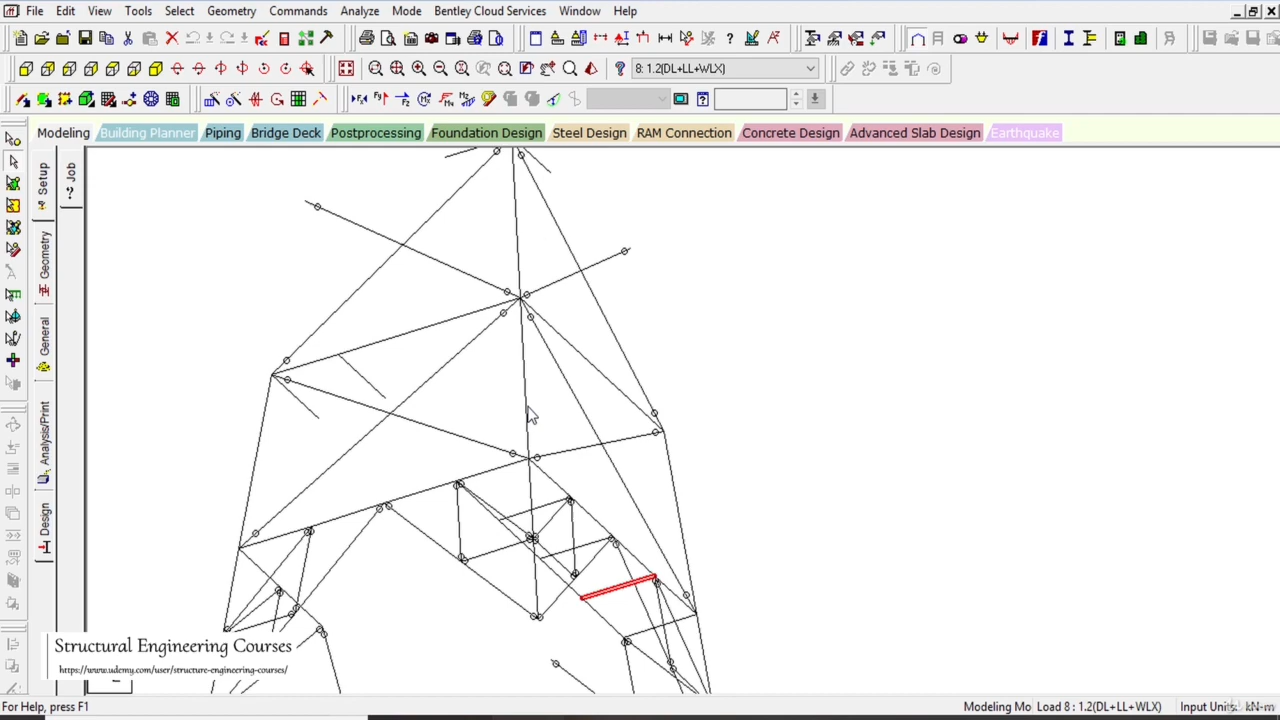 File Edit View Tools Select Geometry Commands Analyze Mode Bentley Cloud Services Window Help
8: 1.2(DL+LL+WLX)
Modeling Building Planner Piping Bridge Deck Postprocessing Foundation Design Steel Design RAM Connection Concrete Design Advanced Slab Design Earthquake
Setup
Job
Geometry
General
Analysis/Print
Design
Structural Engineering Courses
https://www.udemy.com/user/structure-engineering-courses/
For Help, press F1
Modeling Mo Load 8 : 1.2(DL+LL+WLX) Input Units: kN-m